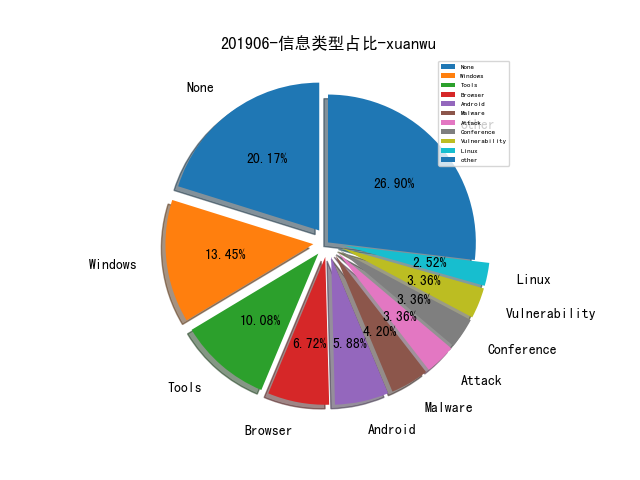 201906-信息类型占比-xuanwu
None
Windows
Tools
Browser
Android
Malware
Attack
Conference
Vulnerability
Linux
other
other
None
20.17%
26.90%
Windows
13.45%
2.52%
Linux
3.36%
Vulnerability
3.36%
Conference
10.08%
3.36%
Attack
4.20%
Malware
6.72%
5.88%
Tools
Browser
Android